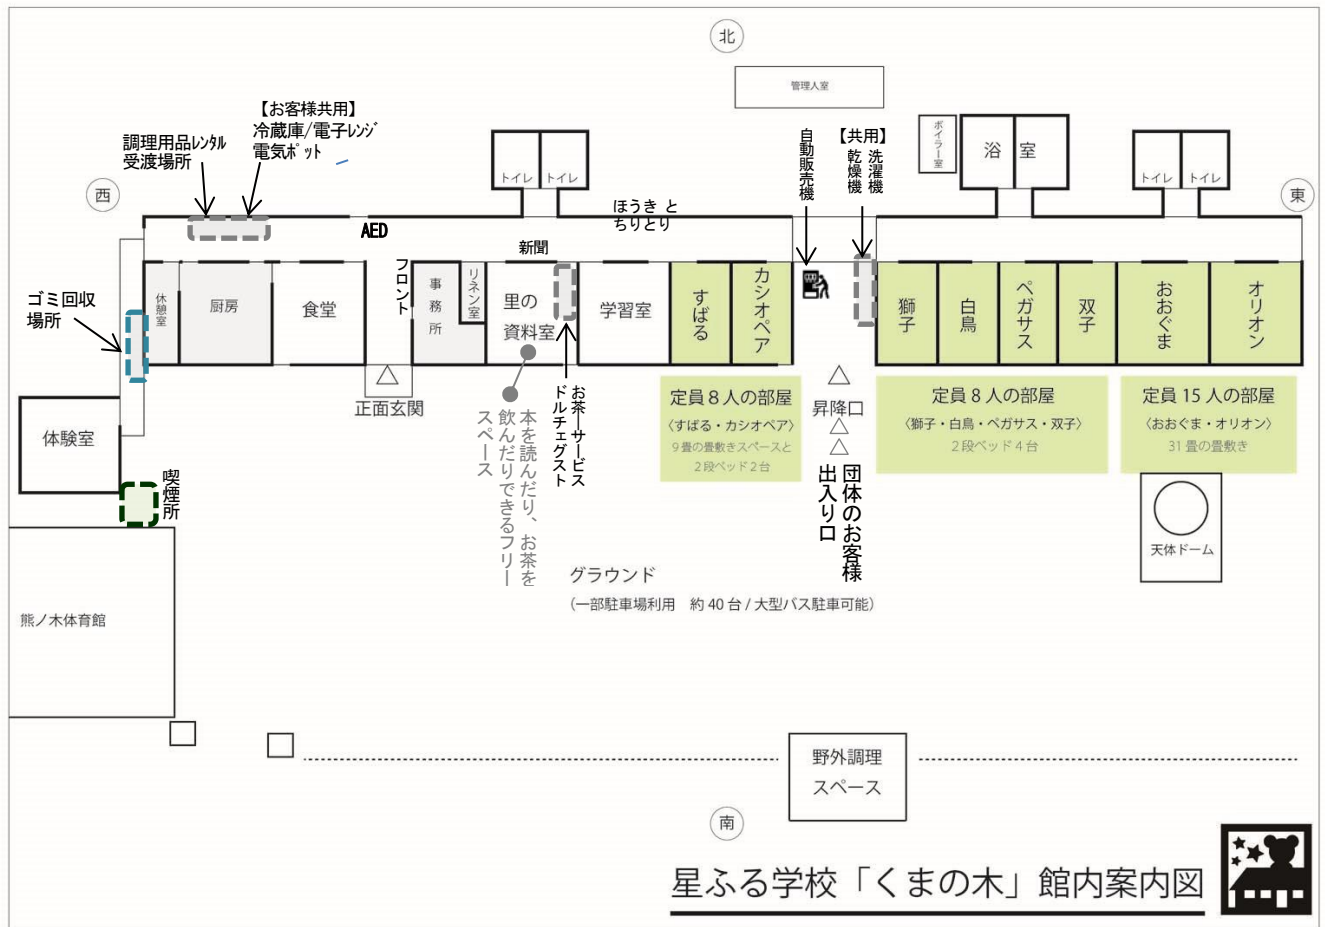 北
管理人室
【お客様共用】
冷蔵庫/電子レンジ
電気ポット
調理用品レンタル
受渡場所
自動販売機
【共用】
洗濯機
乾燥機
ボイラー室
浴室
トイレ
トイレ
トイレ
トイレ
西
東
ほうきと
ちりとり
AED
新聞
フロント
ゴミ回収
場所
休憩室
厨房
食堂
事務所
リネン室
里の
資料室
学習室
すばる
カシオペア
獅子
白鳥
ペガサス
双子
おおぐま
オリオン
正面玄関
昇降口
体験室
喫煙所
お茶サービス
ドルチェグスト
本を読んだり、お茶を
飲んだりできるフリー
スペース
定員8人の部屋
〈すばる・カシオペア〉
9畳の畳敷きスペースと
2段ベッド2台
定員8人の部屋
〈獅子・白鳥・ペガサス・双子〉
2段ベッド4台
定員15人の部屋
〈おおぐま・オリオン〉
31畳の畳敷き
団体のお客様
出入り口
天体ドーム
グラウンド
(一部駐車場利用 約40台/大型バス駐車可能)
熊ノ木体育館
野外調理
スペース
南
星ふる学校「くまの木」館内案内図